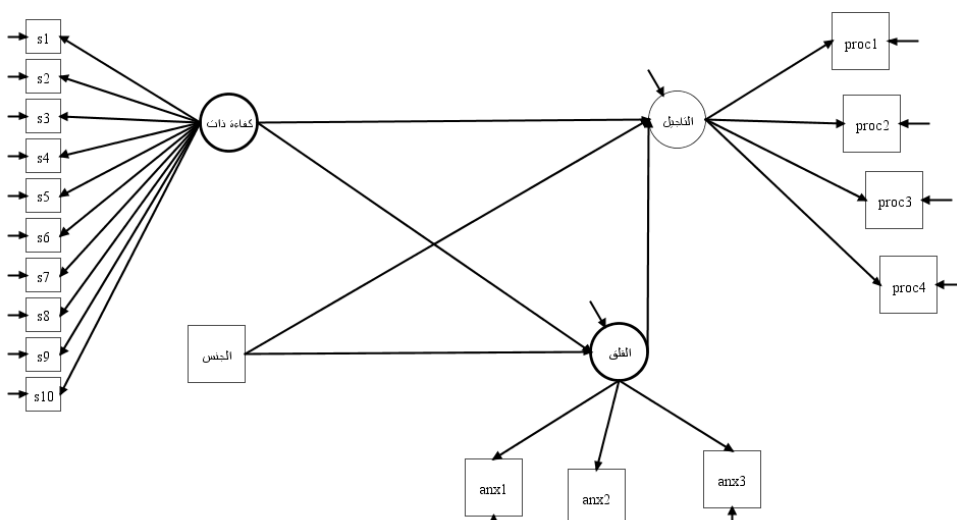 s1
s2
s3
s4
s5
s6
s7
s8
s9
s10
كفاءة ذات
الجنس
التاجيل
القلق
proc1
proc2
proc3
proc4
anx1
anx2
anx3